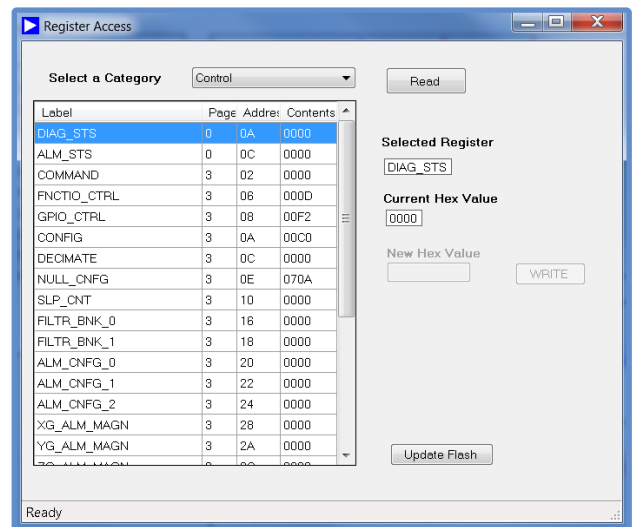 Register Access
Select a Category Control Read
Label Page Addre: Contents
DIAG_STS 0 0A 0000
ALM_STS 0 0C 0000
COMMAND 3 02 0000
FNCTIO_CTRL 3 06 000D
GPIO_CTRL 3 08 00F2
CONFIG 3 0A 00C0
DECIMATE 3 0C 0000
NULL_CNFG 3 0E 070A
SLP_CNT 3 10 0000
FILTR_BNK_0 3 16 0000
FILTR_BNK_1 3 18 0000
ALM_CNFG_0 3 20 0000
ALM_CNFG_1 3 22 0000
ALM_CNFG_2 3 24 0000
XG_ALM_MAGN 3 28 0000
YG_ALM_MAGN 3 2A 0000
Selected Register
DIAG_STS
Current Hex Value
0000
New Hex Value
WRITE
Update Flash
Ready